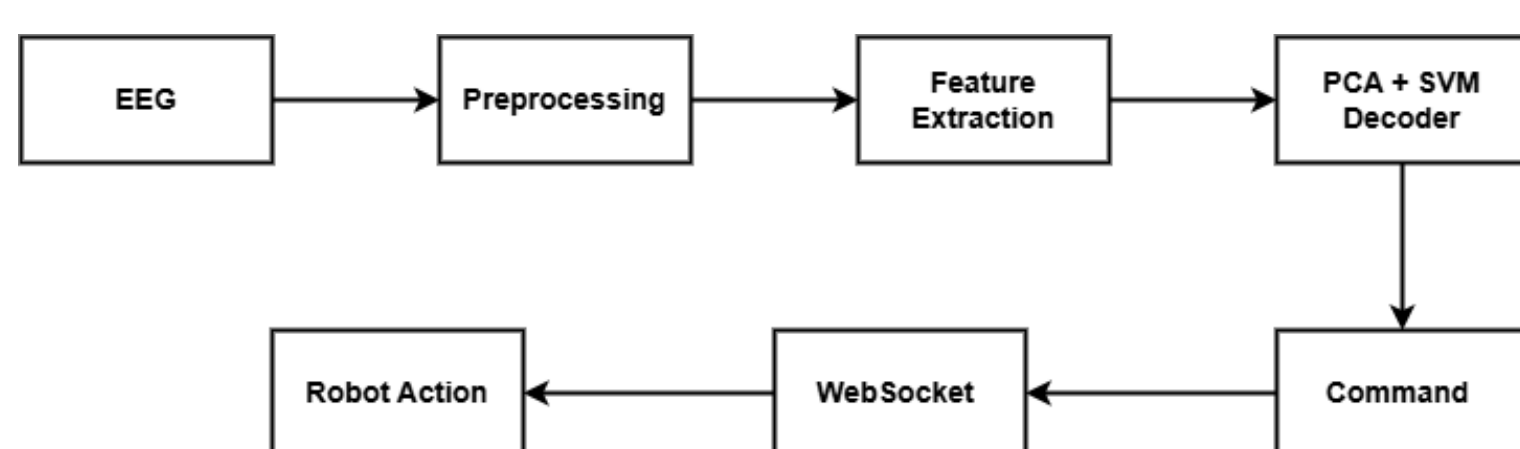 EEG
Preprocessing
Feature
Extraction
PCA + SVM
Decoder
Robot Action
WebSocket
Command